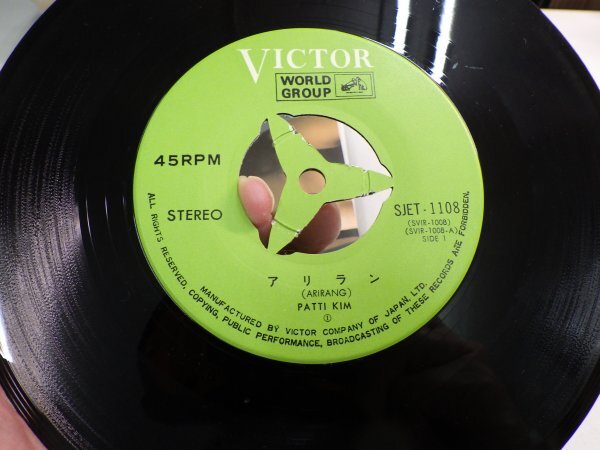 VICTOR
WORLD
GROUP
45RPM
STEREO
SJET-1108
(SVIR-1008)
(SVIR-1008-A)
SIDE 1
アリラン
(ARIRANG)
PATTI KIM
①
ALL RIGHTS RESERVED. COPYING, PUBLIC PERFORMANCE, BROADCASTING OF THESE RECORDS ARE FORBIDDEN.
MANUFACTURED BY VICTOR COMPANY OF JAPAN, LTD.